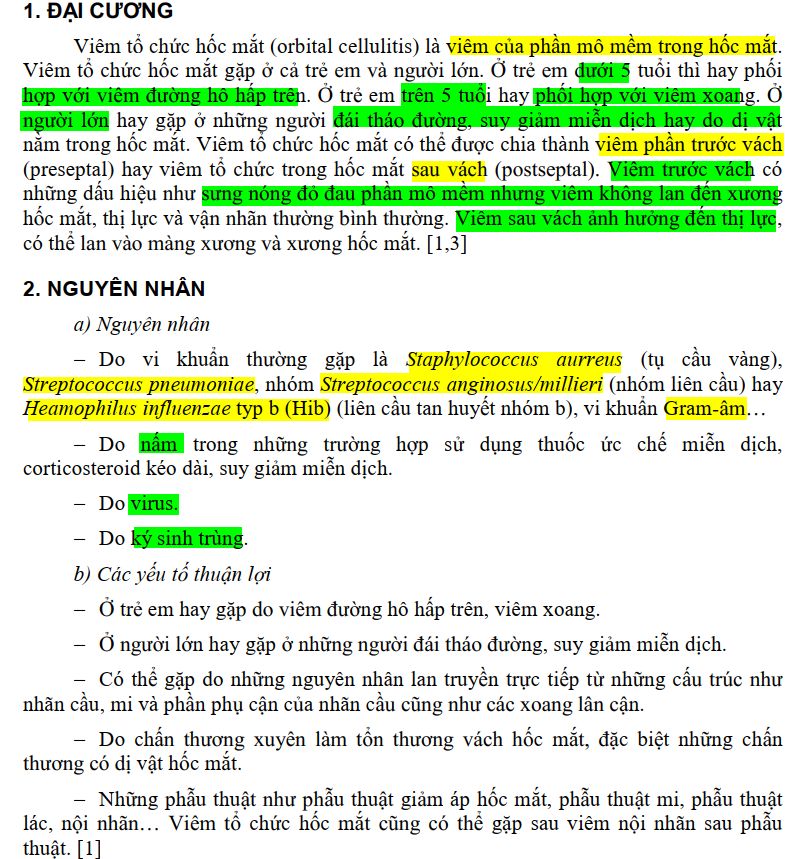 1. ĐẠI CƯƠNG
Viêm tổ chức hốc mắt (orbital cellulitis) là viêm của phần mô mềm trong hốc mắt.
Viêm tổ chức hốc mắt gặp ở cả trẻ em và người lớn. Ở trẻ em dưới 5 tuổi thì hay phối
hợp với viêm đường hô hấp trên. Ở trẻ em trên 5 tuổi hay phối hợp với viêm xoang. Ở
người lớn hay gặp ở những người đái tháo đường, suy giảm miễn dịch hay do dị vật
nằm trong hốc mắt. Viêm tổ chức hốc mắt có thể được chia thành viêm phần trước vách
(preseptal) hay viêm tổ chức trong hốc mắt sau vách (postseptal). Viêm trước vách có
những dấu hiệu như sưng nóng đỏ đau phần mô mềm nhưng viêm không lan đến xương
hốc mắt, thị lực và vận nhãn thường bình thường. Viêm sau vách ảnh hưởng đến thị lực,
có thể lan vào màng xương và xương hốc mắt. [1,3]
2. NGUYÊN NHÂN
a) Nguyên nhân
– Do vi khuẩn thường gặp là Staphylococcus aurreus (tụ cầu vàng),
Streptococcus pneumoniae, nhóm Streptococcus anginosus/millieri (nhóm liên cầu) hay
Heamophilus influenzae typ b (Hib) (liên cầu tan huyết nhóm b), vi khuẩn Gram-âm…
– Do nấm trong những trường hợp sử dụng thuốc ức chế miễn dịch,
corticosteroid kéo dài, suy giảm miễn dịch.
– Do virus.
– Do ký sinh trùng.
b) Các yếu tố thuận lợi
– Ở trẻ em hay gặp do viêm đường hô hấp trên, viêm xoang.
– Ở người lớn hay gặp ở những người đái tháo đường, suy giảm miễn dịch.
– Có thể gặp do những nguyên nhân lan truyền trực tiếp từ những cấu trúc như
nhãn cầu, mi và phần phụ cận của nhãn cầu cũng như các xoang lân cận.
– Do chấn thương xuyên làm tổn thương vách hốc mắt, đặc biệt những chấn
thương có dị vật hốc mắt.
– Những phẫu thuật như phẫu thuật giảm áp hốc mắt, phẫu thuật mi, phẫu thuật
lác, nội nhãn… Viêm tổ chức hốc mắt cũng có thể gặp sau viêm nội nhãn sau phẫu
thuật. [1]